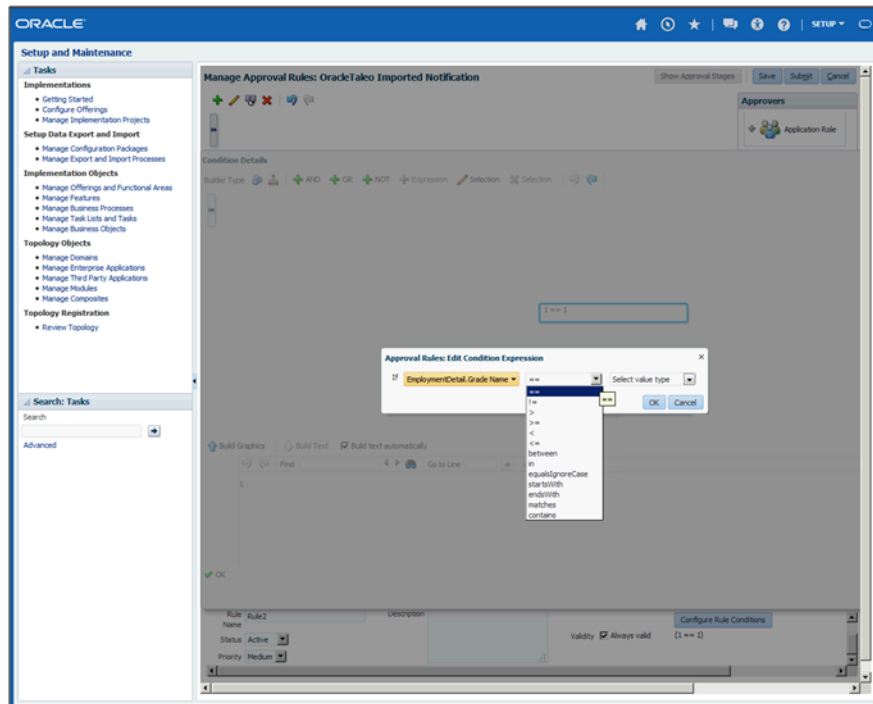 ORACLE
SETUP
Setup and Maintenance
Tasks
Implementations
Getting Started
Configure Offerings
Manage Implementation Projects
Setup Data Export and Import
Manage Configuration Packages
Manage Export and Import Processes
Implementation Objects
Manage Offerings and Functional Areas
Manage Features
Manage Business Processes
Manage Task Lists and Tasks
Manage Business Objects
Topology Objects
Manage Domains
Manage Enterprise Applications
Manage Third Party Applications
Manage Modules
Manage Composites
Topology Registration
Review Topology
Search: Tasks
Search
Advanced
Manage Approval Rules: OracleTaleo Imported Notification
Show Approval Stages Save Submit Cancel
Approvers
Application Role
Condition Details
Builder Type AND OR NOT Expression Selection Selection
1 == 1
Approval Rules: Edit Condition Expression
If EmploymentDetail.Grade Name == Select value type
==
!=
==
>
>=
<
<=
between
in
equalsIgnoreCase
startsWith
endsWith
matches
contains
OK Cancel
Build Graphics Build Text Build text automatically
Find Go to Line
1
OK
Rule Name Rule2
Description
Configure Rule Conditions
Status Active
Validity Always valid (1 == 1)
Priority Medium